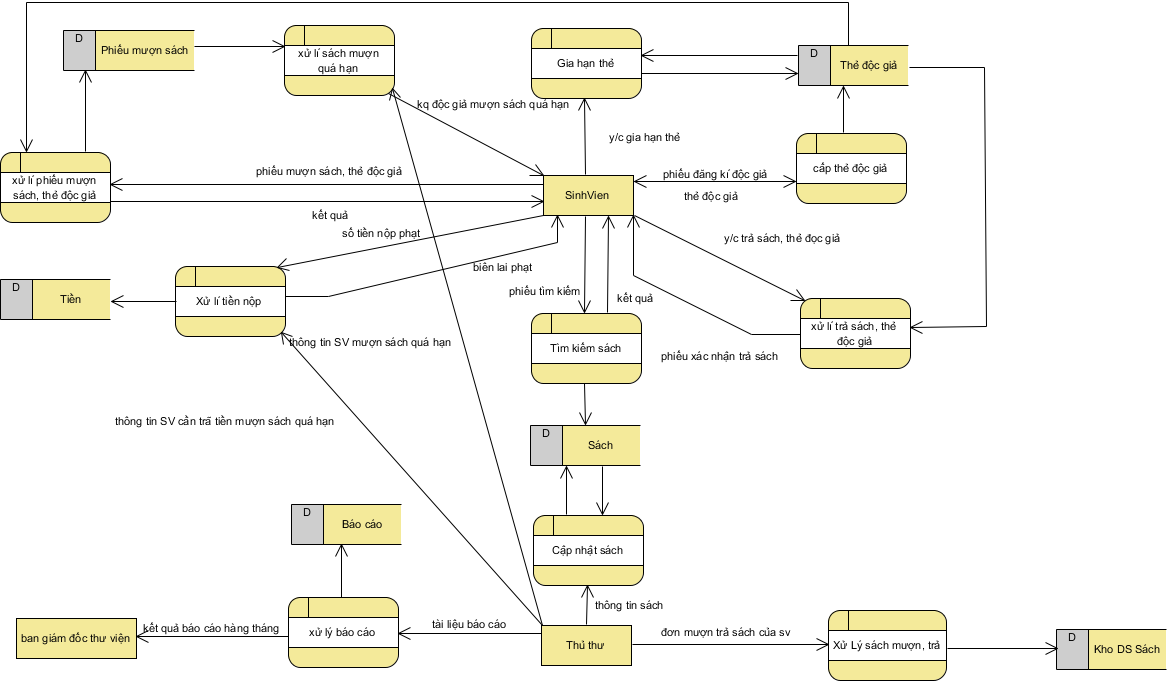 D
Phiếu mượn sách
xử lí sách mượn
quá hạn
Gia hạn thẻ
D
Thẻ độc giả
kq độc giả mượn sách quá hạn
y/c gia hạn thẻ
cấp thẻ độc giả
xử lí phiếu mượn
sách, thẻ độc giả
phiếu mượn sách, thẻ độc giả
SinhVien
phiếu đăng kí độc giả
thẻ độc giả
kết quả
số tiền nộp phạt
y/c trả sách, thẻ đọc giả
biên lai phạt
D
Tiền
Xử lí tiền nộp
phiếu tìm kiếm
kết quả
xử lí trả sách, thẻ
độc giả
thông tin SV mượn sách quá hạn
Tìm kiếm sách
phiếu xác nhận trả sách
thông tin SV cần trã tiền mượn sách quá hạn
D
Sách
D
Báo cáo
Cập nhật sách
thông tin sách
ban giám đốc thư viện
kết quả báo cáo hàng tháng
xử lý báo cáo
tài liệu báo cáo
Thủ thư
đơn mượn trả sách của sv
Xử Lý sách mượn, trả
D
Kho DS Sách